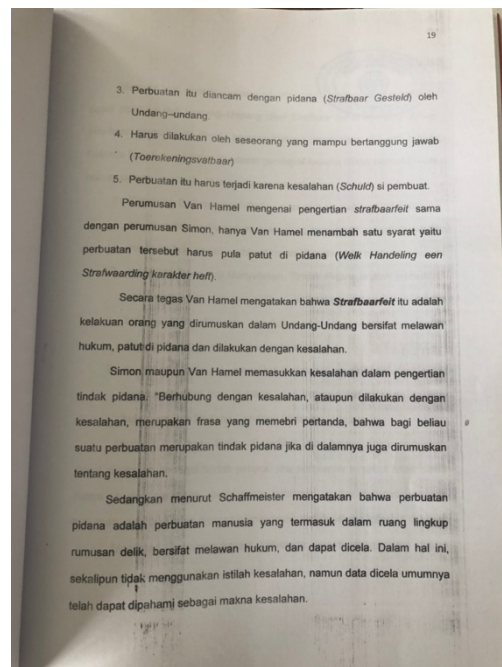 19
3. Perbuatan itu diancam dengan pidana (Strafbaar Gesteld) oleh
Undang–undang.
4. Harus dilakukan oleh seseorang yang mampu bertanggung jawab
(Toerekeningsvatbaar)
5. Perbuatan itu harus terjadi karena kesalahan (Schuld) si pembuat.
Perumusan Van Hamel mengenai pengertian strafbaarfeit sama
dengan perumusan Simon, hanya Van Hamel menambah satu syarat yaitu
perbuatan tersebut harus pula patut di pidana (Welk Handeling een
Strafwaarding karakter heft).
Secara tegas Van Hamel mengatakan bahwa Strafbaarfeit itu adalah
kelakuan orang yang dirumuskan dalam Undang-Undang bersifat melawan
hukum, patut di pidana dan dilakukan dengan kesalahan.
Simon maupun Van Hamel memasukkan kesalahan dalam pengertian
tindak pidana. "Berhubung dengan kesalahan, ataupun dilakukan dengan
kesalahan, merupakan frasa yang memebri pertanda, bahwa bagi beliau
suatu perbuatan merupakan tindak pidana jika di dalamnya juga dirumuskan
tentang kesalahan.
Sedangkan menurut Schaffmeister mengatakan bahwa perbuatan
pidana adalah perbuatan manusia yang termasuk dalam ruang lingkup
rumusan delik, bersifat melawan hukum, dan dapat dicela. Dalam hal ini,
sekalipun tidak menggunakan istilah kesalahan, namun data dicela umumnya
telah dapat dipahami sebagai makna kesalahan.